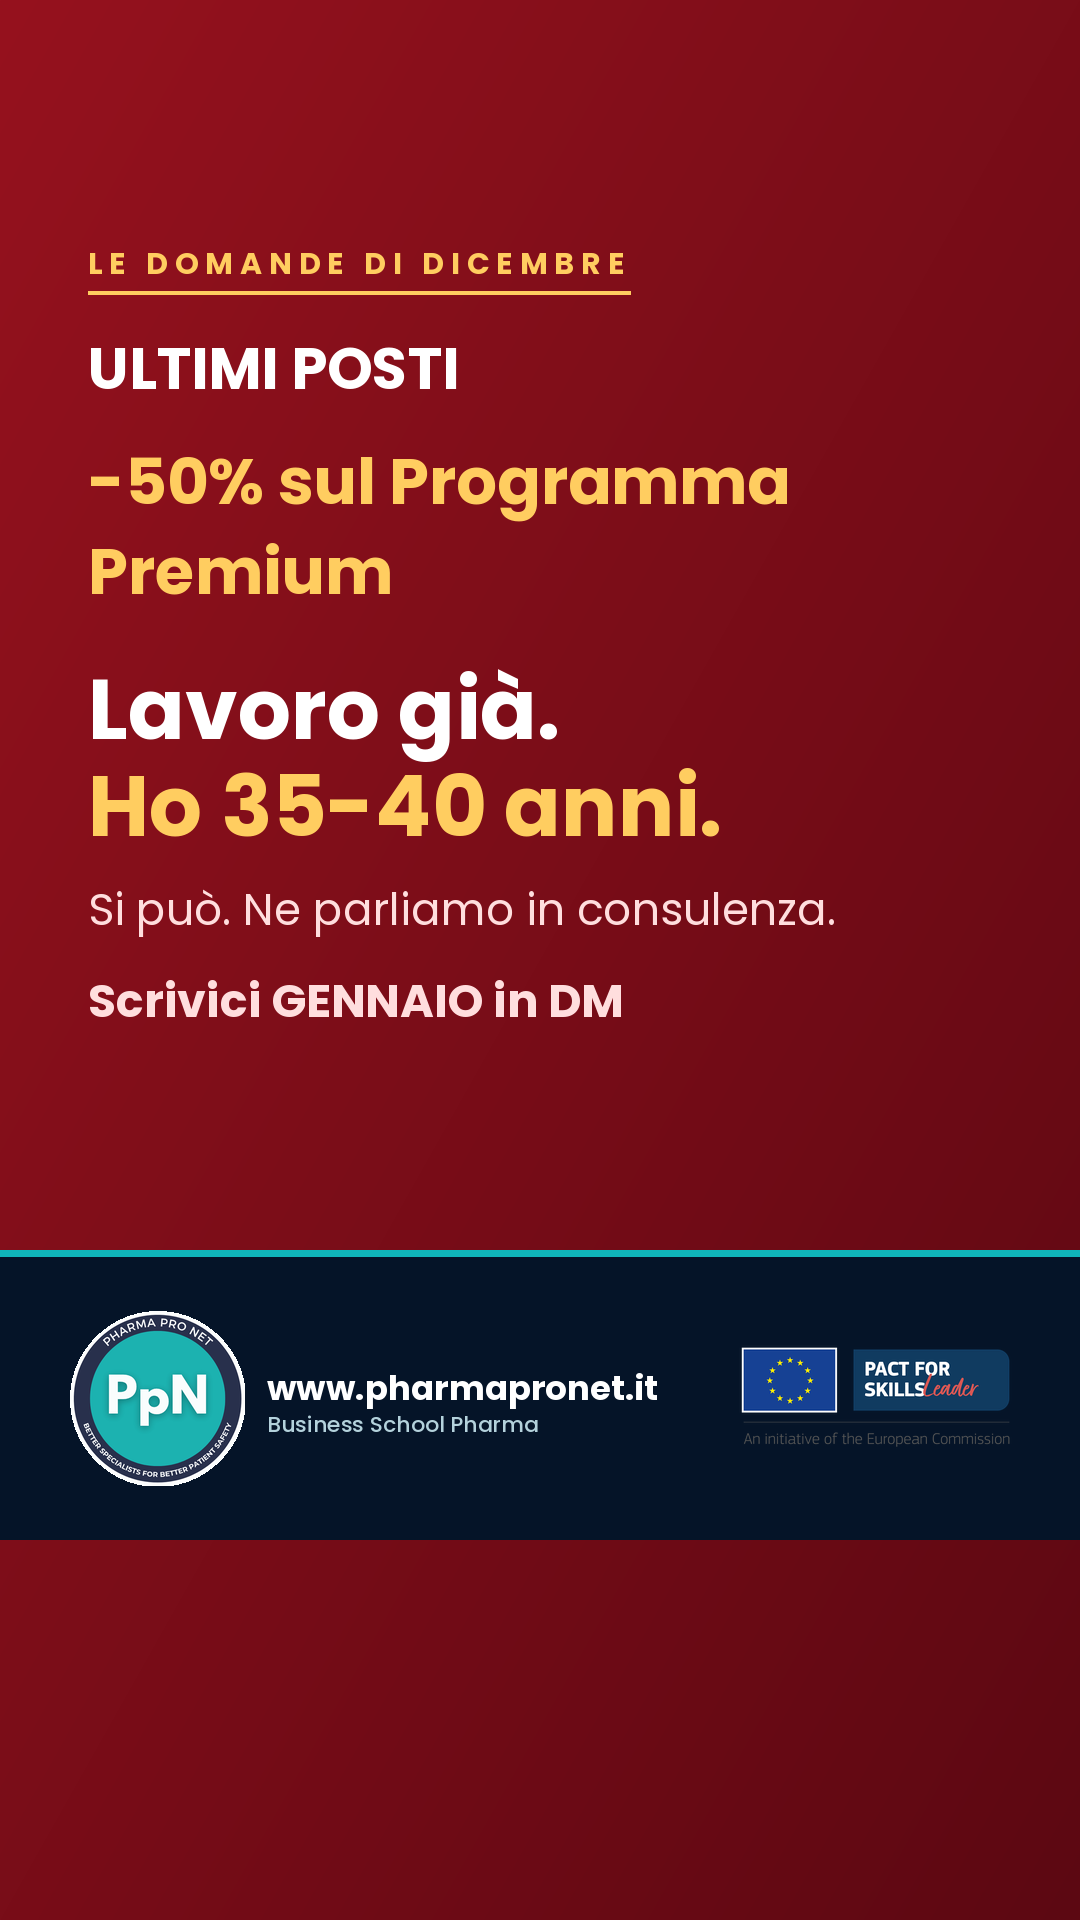 LE DOMANDE DI DICEMBRE
ULTIMI POSTI
-50% sul Programma
Premium
Lavoro già.
Ho 35-40 anni.
Si può. Ne parliamo in consulenza.
Scrivici GENNAIO in DM
PHARMA PRO NET
PpN
BETTER SPECIALISTS FOR BETTER PATIENT SAFETY
www.pharmapronet.it
Business School Pharma
PACT FOR
SKILLS Leader
An initiative of the European Commission